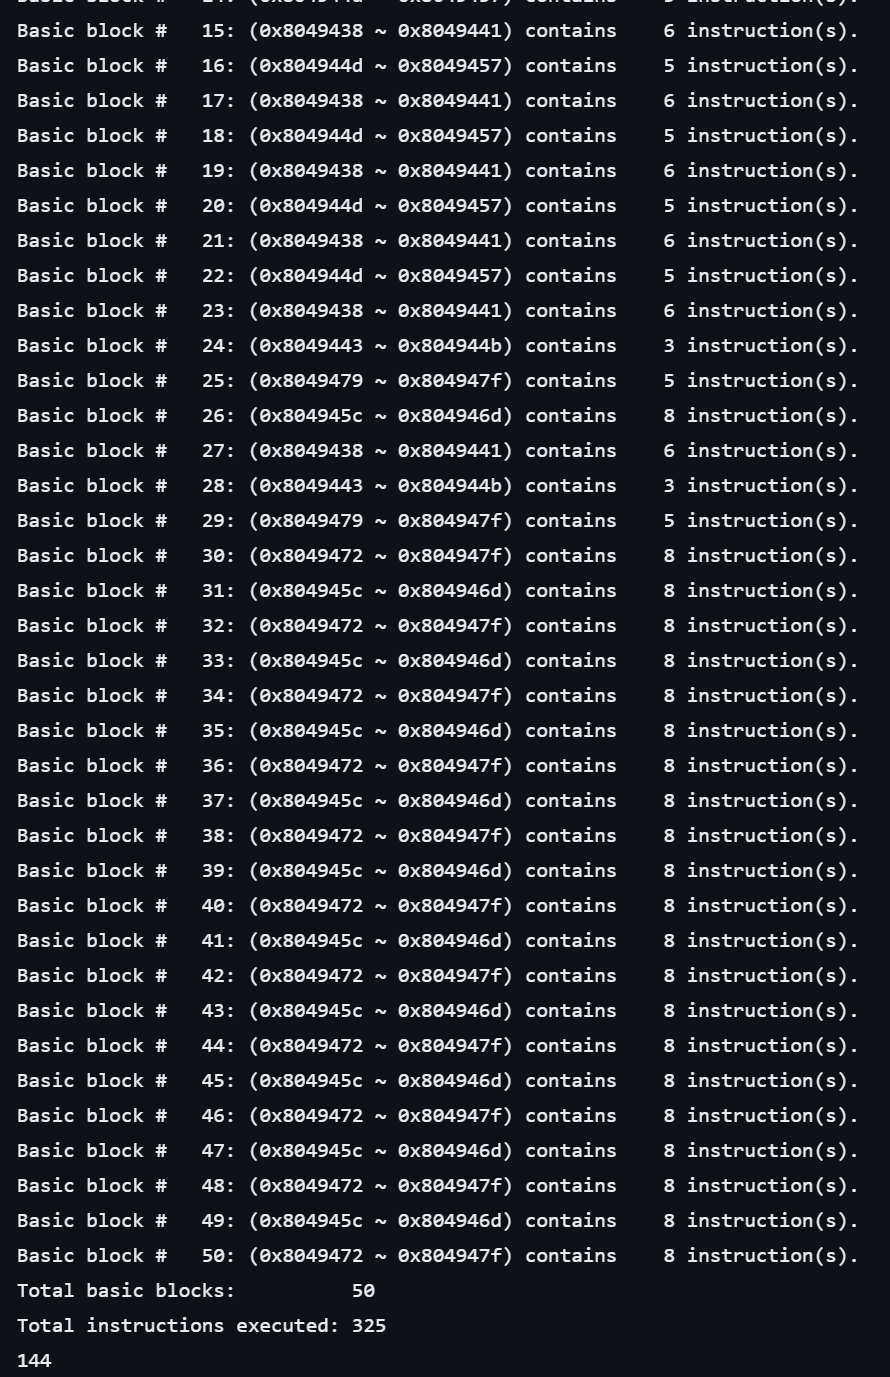 Basic block #   15: (0x8049438 ~ 0x8049441) contains    6 instruction(s).
Basic block #   16: (0x804944d ~ 0x8049457) contains    5 instruction(s).
Basic block #   17: (0x8049438 ~ 0x8049441) contains    6 instruction(s).
Basic block #   18: (0x804944d ~ 0x8049457) contains    5 instruction(s).
Basic block #   19: (0x8049438 ~ 0x8049441) contains    6 instruction(s).
Basic block #   20: (0x804944d ~ 0x8049457) contains    5 instruction(s).
Basic block #   21: (0x8049438 ~ 0x8049441) contains    6 instruction(s).
Basic block #   22: (0x804944d ~ 0x8049457) contains    5 instruction(s).
Basic block #   23: (0x8049438 ~ 0x8049441) contains    6 instruction(s).
Basic block #   24: (0x8049443 ~ 0x804944b) contains    3 instruction(s).
Basic block #   25: (0x8049479 ~ 0x804947f) contains    5 instruction(s).
Basic block #   26: (0x804945c ~ 0x804946d) contains    8 instruction(s).
Basic block #   27: (0x8049438 ~ 0x8049441) contains    6 instruction(s).
Basic block #   28: (0x8049443 ~ 0x804944b) contains    3 instruction(s).
Basic block #   29: (0x8049479 ~ 0x804947f) contains    5 instruction(s).
Basic block #   30: (0x8049472 ~ 0x804947f) contains    8 instruction(s).
Basic block #   31: (0x804945c ~ 0x804946d) contains    8 instruction(s).
Basic block #   32: (0x8049472 ~ 0x804947f) contains    8 instruction(s).
Basic block #   33: (0x804945c ~ 0x804946d) contains    8 instruction(s).
Basic block #   34: (0x8049472 ~ 0x804947f) contains    8 instruction(s).
Basic block #   35: (0x804945c ~ 0x804946d) contains    8 instruction(s).
Basic block #   36: (0x8049472 ~ 0x804947f) contains    8 instruction(s).
Basic block #   37: (0x804945c ~ 0x804946d) contains    8 instruction(s).
Basic block #   38: (0x8049472 ~ 0x804947f) contains    8 instruction(s).
Basic block #   39: (0x804945c ~ 0x804946d) contains    8 instruction(s).
Basic block #   40: (0x8049472 ~ 0x804947f) contains    8 instruction(s).
Basic block #   41: (0x804945c ~ 0x804946d) contains    8 instruction(s).
Basic block #   42: (0x8049472 ~ 0x804947f) contains    8 instruction(s).
Basic block #   43: (0x804945c ~ 0x804946d) contains    8 instruction(s).
Basic block #   44: (0x8049472 ~ 0x804947f) contains    8 instruction(s).
Basic block #   45: (0x804945c ~ 0x804946d) contains    8 instruction(s).
Basic block #   46: (0x8049472 ~ 0x804947f) contains    8 instruction(s).
Basic block #   47: (0x804945c ~ 0x804946d) contains    8 instruction(s).
Basic block #   48: (0x8049472 ~ 0x804947f) contains    8 instruction(s).
Basic block #   49: (0x804945c ~ 0x804946d) contains    8 instruction(s).
Basic block #   50: (0x8049472 ~ 0x804947f) contains    8 instruction(s).
Total basic blocks:          50
Total instructions executed: 325
144